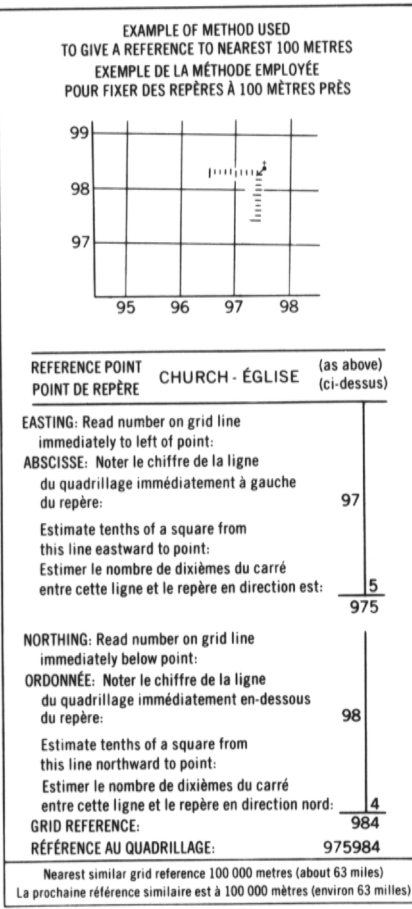 EXAMPLE OF METHOD USED
TO GIVE A REFERENCE TO NEAREST 100 METRES
EXEMPLE DE LA MÉTHODE EMPLOYÉE
POUR FIXER DES REPÈRES À 100 MÈTRES PRÈS
99
98
97
95 96 97 98
REFERENCE POINT
POINT DE REPÈRE
CHURCH - ÉGLISE
(as above)
(ci-dessus)
EASTING: Read number on grid line
immediately to left of point:
ABSCISSE: Noter le chiffre de la ligne
du quadrillage immédiatement à gauche
du repère: 97
Estimate tenths of a square from
this line eastward to point:
Estimer le nombre de dixièmes du carré
entre cette ligne et le repère en direction est: 5
975
NORTHING: Read number on grid line
immediately below point:
ORDONNÉE: Noter le chiffre de la ligne
du quadrillage immédiatement en-dessous
du repère: 98
Estimate tenths of a square from
this line northward to point:
Estimer le nombre de dixièmes du carré
entre cette ligne et le repère en direction nord: 4
GRID REFERENCE: 984
RÉFÉRENCE AU QUADRILLAGE: 975984
Nearest similar grid reference 100 000 metres (about 63 miles)
La prochaine référence similaire est à 100 000 mètres (environ 63 milles)